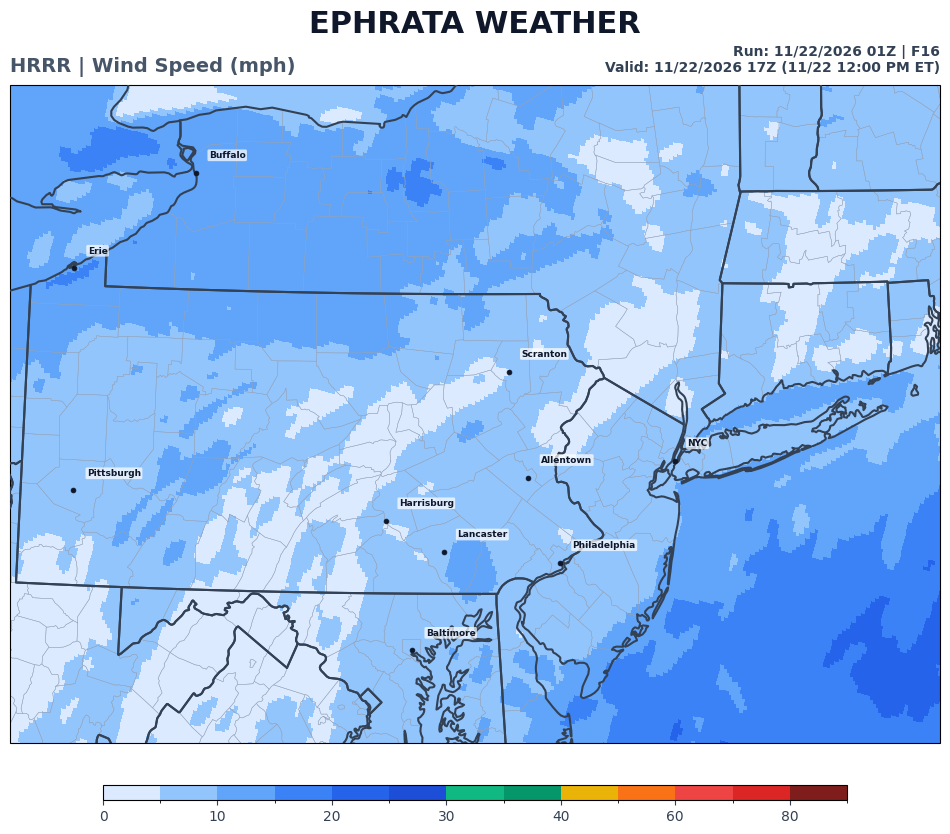 EPHRATA WEATHER
HRRR | Wind Speed (mph)
Run: 11/22/2026 01Z | F16
Valid: 11/22/2026 17Z (11/22 12:00 PM ET)
Buffalo
Erie
Scranton
NYC
Allentown
Pittsburgh
Harrisburg
Lancaster
Philadelphia
Baltimore
0 10 20 30 40 50 60 70 80